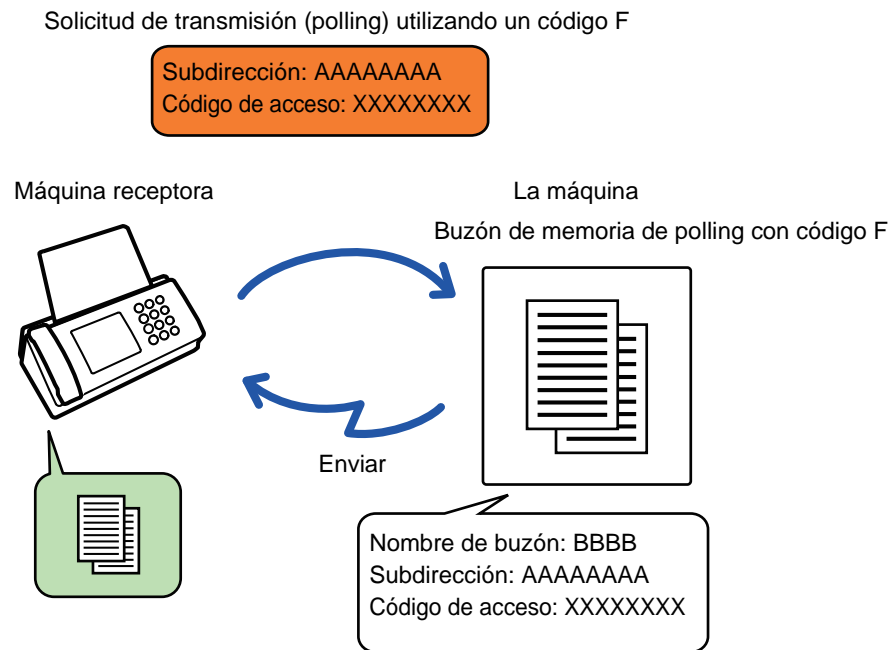 Solicitud de transmisión (polling) utilizando un código F
Subdirección: AAAAAAAA
Código de acceso: XXXXXXXX
Máquina receptora
La máquina
Buzón de memoria de polling con código F
Enviar
Nombre de buzón: BBBB
Subdirección: AAAAAAAA
Código de acceso: XXXXXXXX